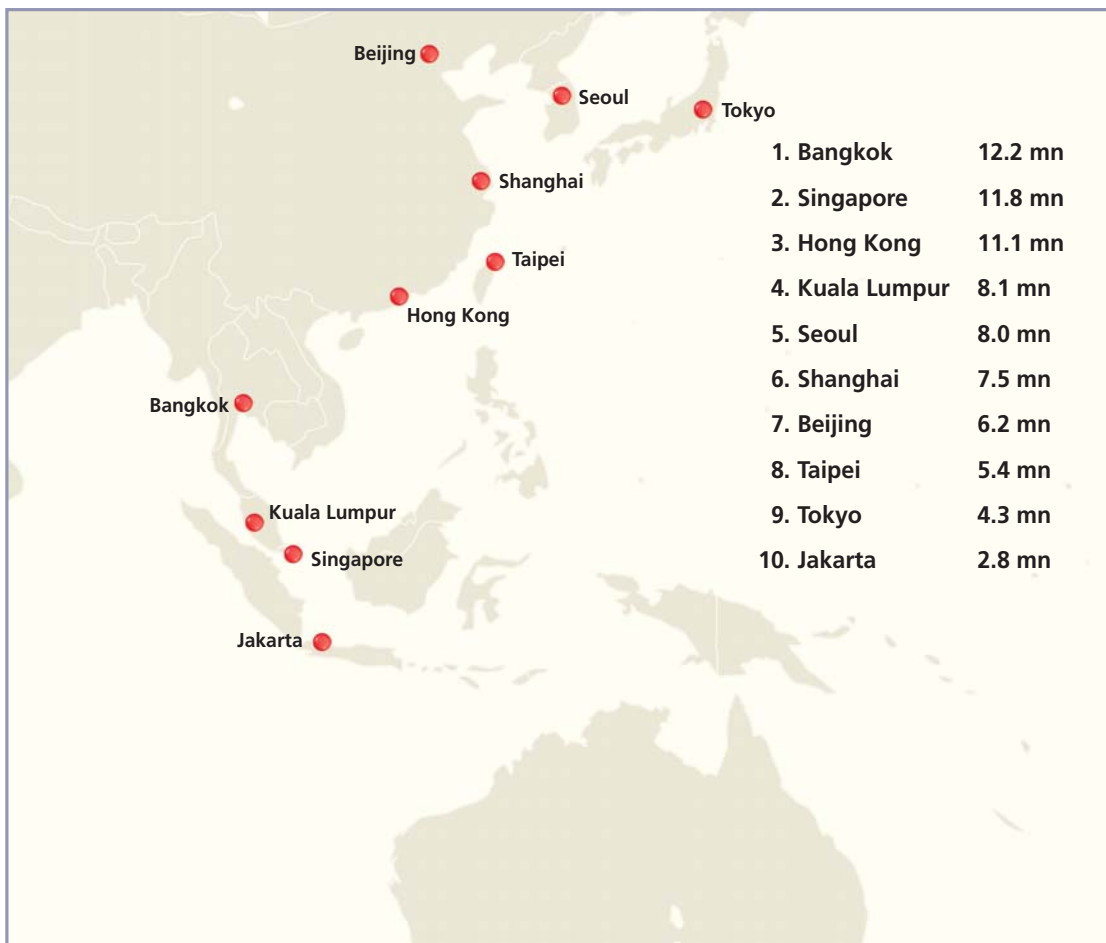 Beijing
Seoul
Tokyo
Shanghai
Taipei
Hong Kong
Bangkok
Kuala Lumpur
Singapore
Jakarta
1. Bangkok 12.2 mn
2. Singapore 11.8 mn
3. Hong Kong 11.1 mn
4. Kuala Lumpur 8.1 mn
5. Seoul 8.0 mn
6. Shanghai 7.5 mn
7. Beijing 6.2 mn
8. Taipei 5.4 mn
9. Tokyo 4.3 mn
10. Jakarta 2.8 mn